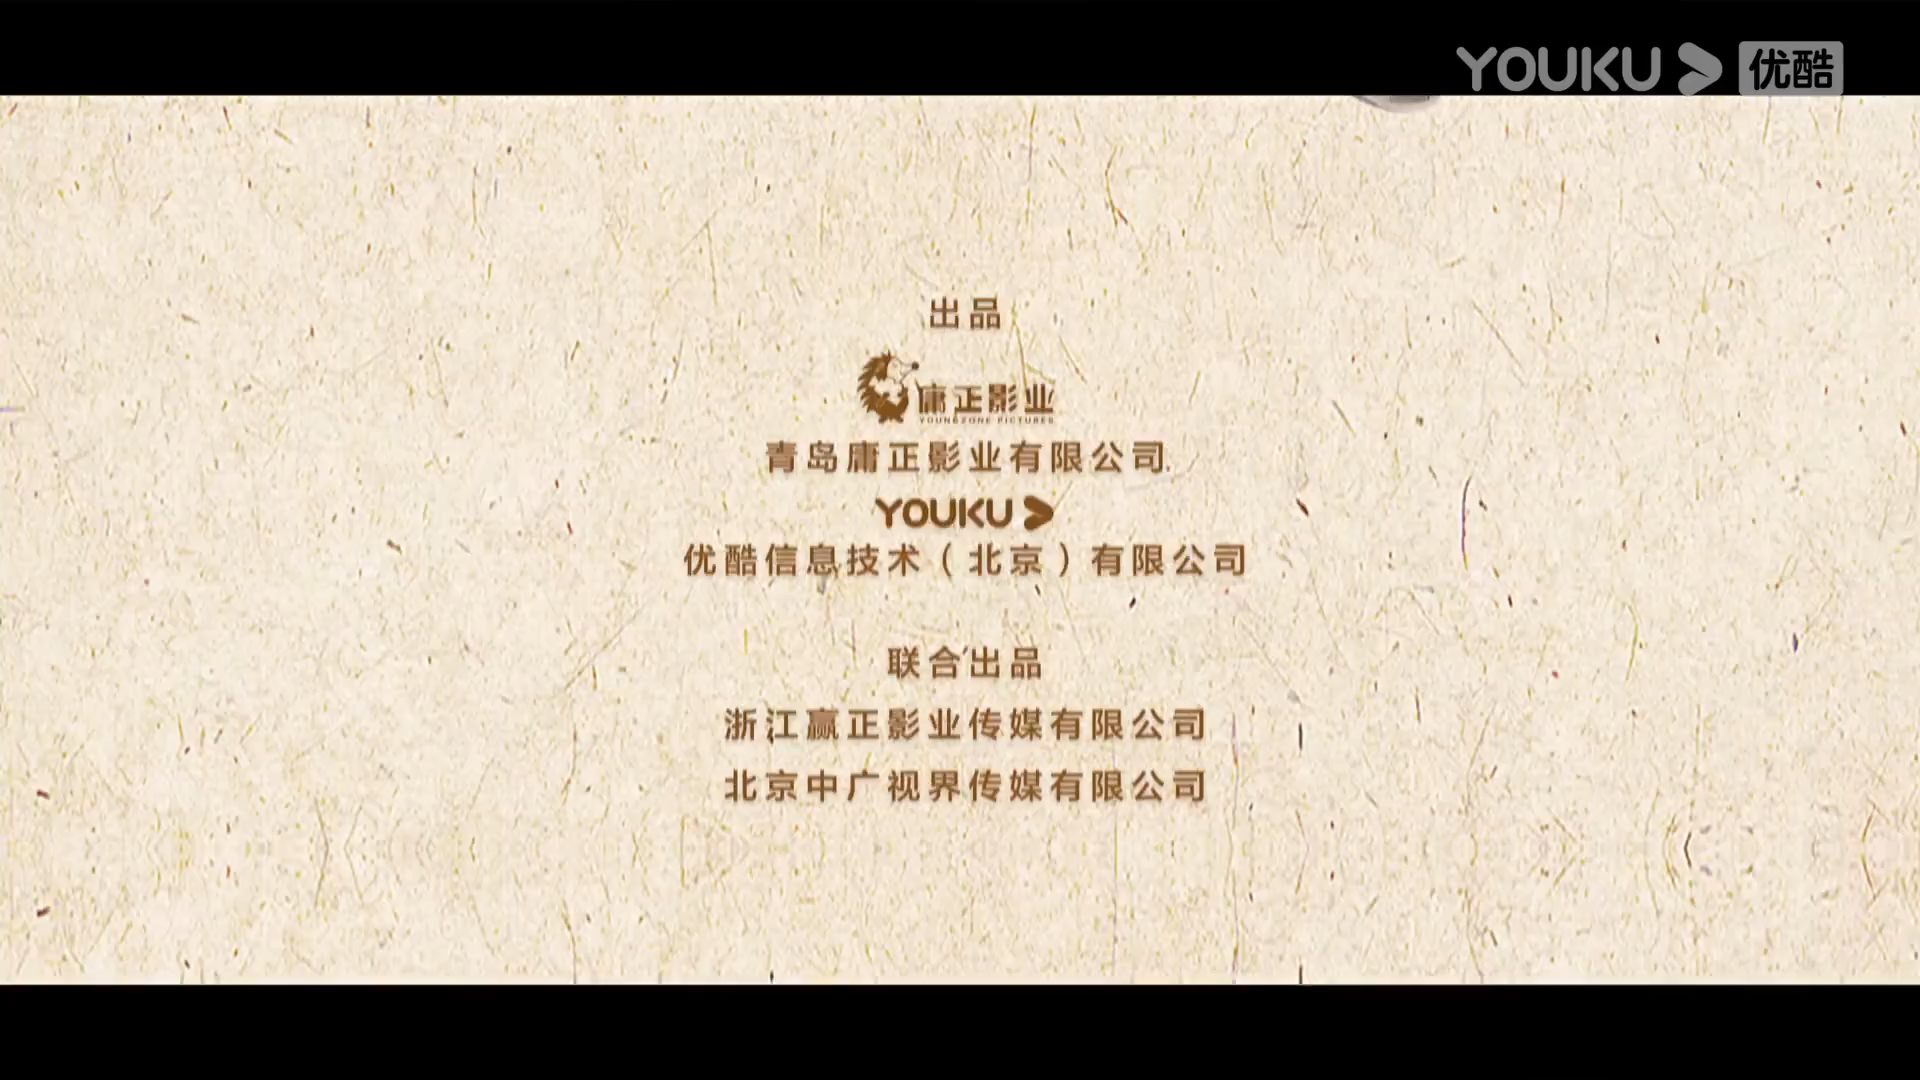 YOUKU 优酷
出品
庸正影业
YOUNGZONE PICTURES
青岛庸正影业有限公司
YOUKU
优酷信息技术（北京）有限公司
联合出品
浙江赢正影业传媒有限公司
北京中广视界传媒有限公司